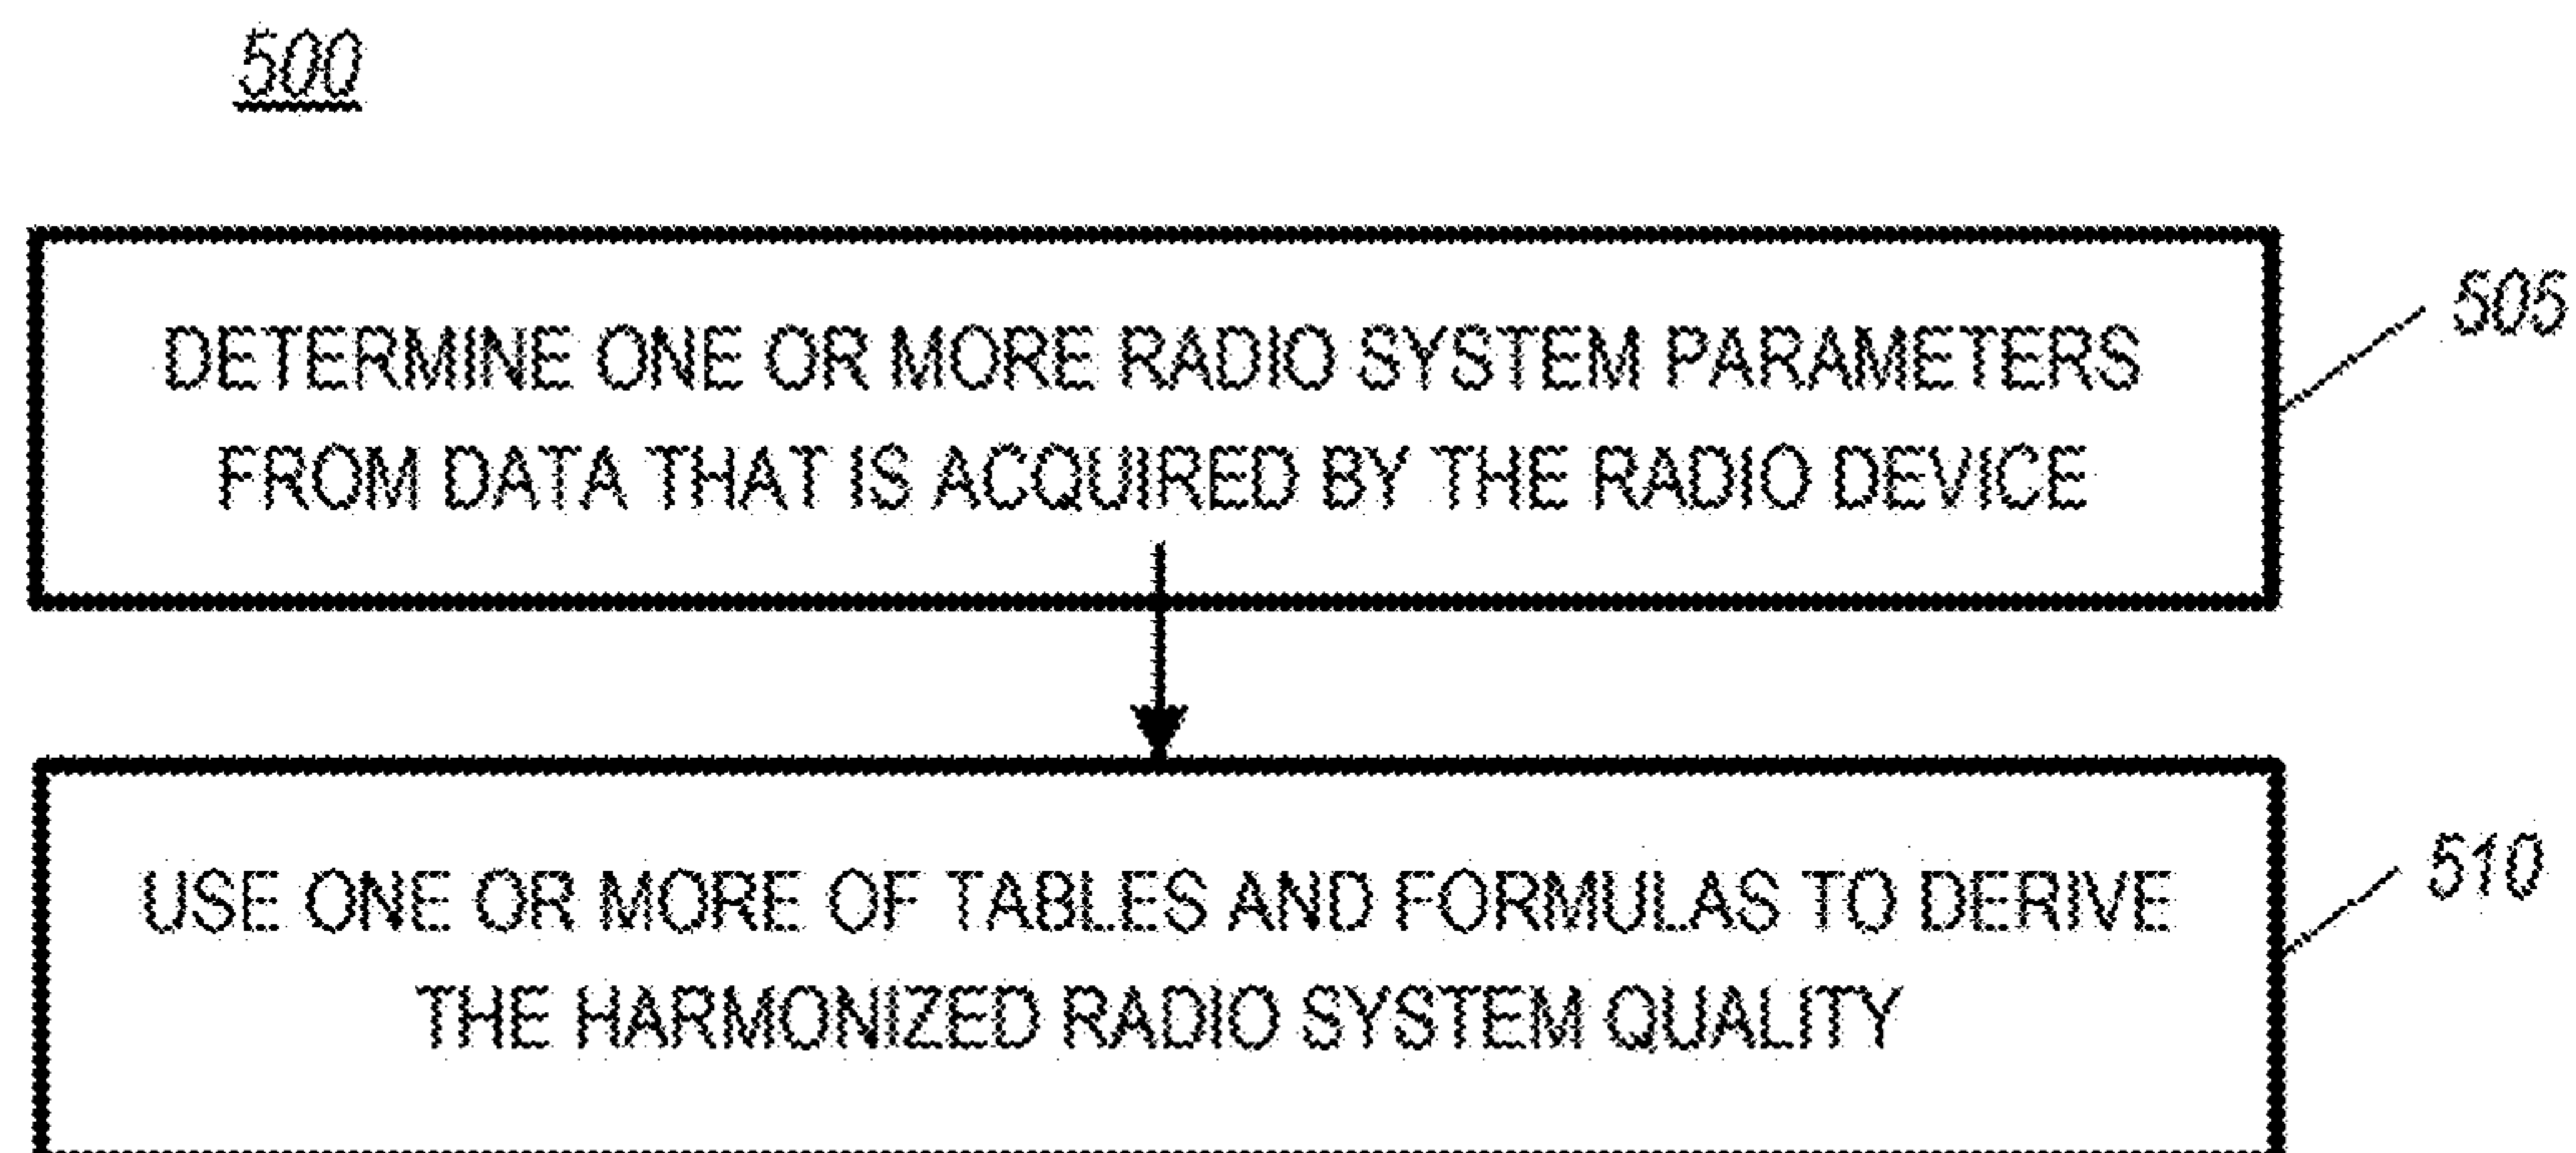 500
DETERMINE ONE OR MORE RADIO SYSTEM PARAMETERS
505
FROM DATA THAT IS ACQUIRED BY THE RADIO DEVICE
USE ONE OR MORE OF TABLES AND FORMULAS TO DERIVE
510
THE HARMONIZED RADIO SYSTEM QUALITY